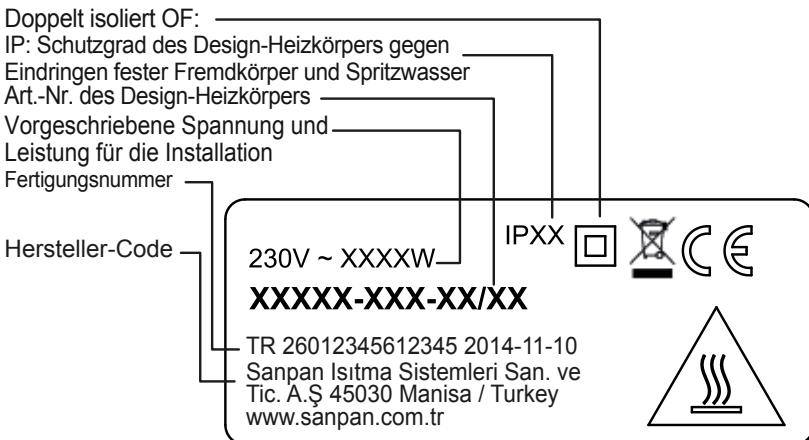 Doppelt isoliert OF:
IP: Schutzgrad des Design-Heizkörpers gegen
Eindringen fester Fremdkörper und Spritzwasser
Art.-Nr. des Design-Heizkörpers
Vorgeschriebene Spannung und
Leistung für die Installation
Fertigungsnummer
Hersteller-Code
IPXX
CE
230V ~ XXXXW
XXXXX-XXX-XX/XX
TR 26012345612345 2014-11-10
Sanpan Isıtma Sistemleri San. ve
Tic. A.Ş 45030 Manisa / Turkey
www.sanpan.com.tr